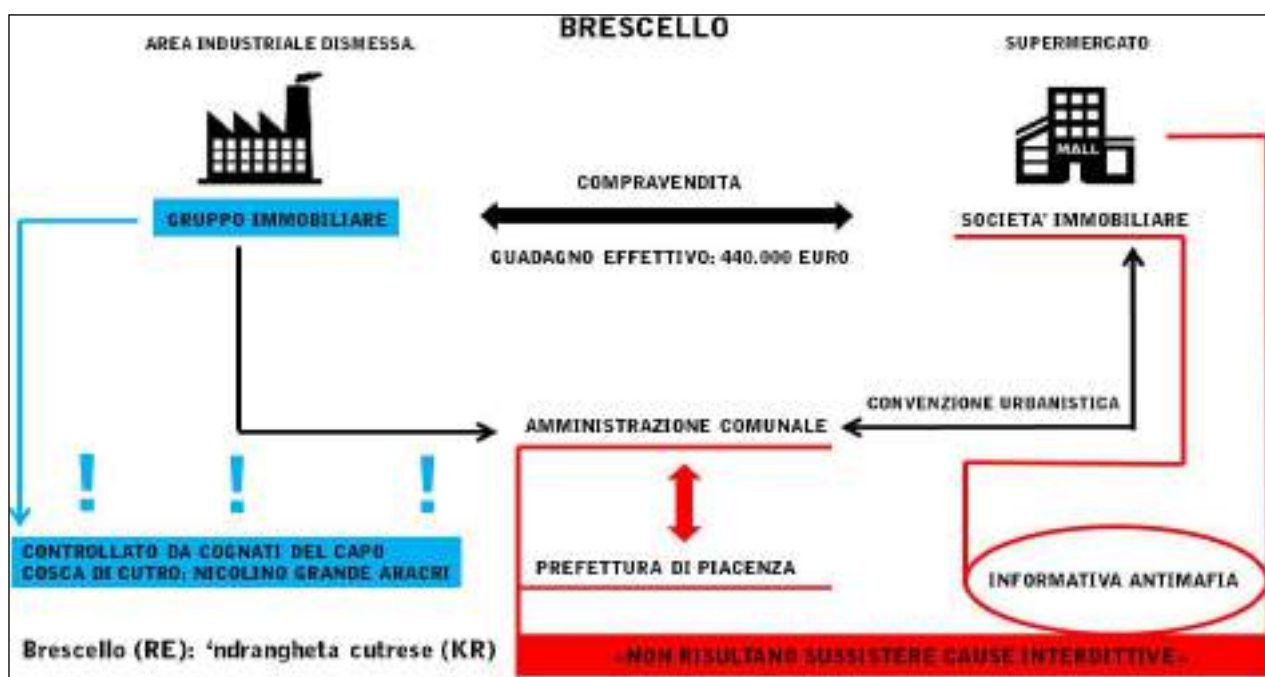 BRESCELLO
AREA INDUSTRIALE DISMESSA
SUPERMERCATO
MALL
COMPRAVENDITA
GRUPPO IMMOBILIARE
SOCIETA' IMMOBILIARE
GUADAGNO EFFETTIVO: 440.000 EURO
CONVENZIONE URBANISTICA
AMMINISTRAZIONE COMUNALE
! ! !
CONTROLLATO DA COGNATI DEL CAPO
COSCA DI CUTRO: NICOLINO GRANDE ARACRI
PREFETTURA DI PIACENZA
INFORMATIVA ANTIMAFIA
Brescello (RE): ‘ndrangheta cutrese (KR)
«NON RISULTANO SUSSISTERE CAUSE INTERDITTIVE»